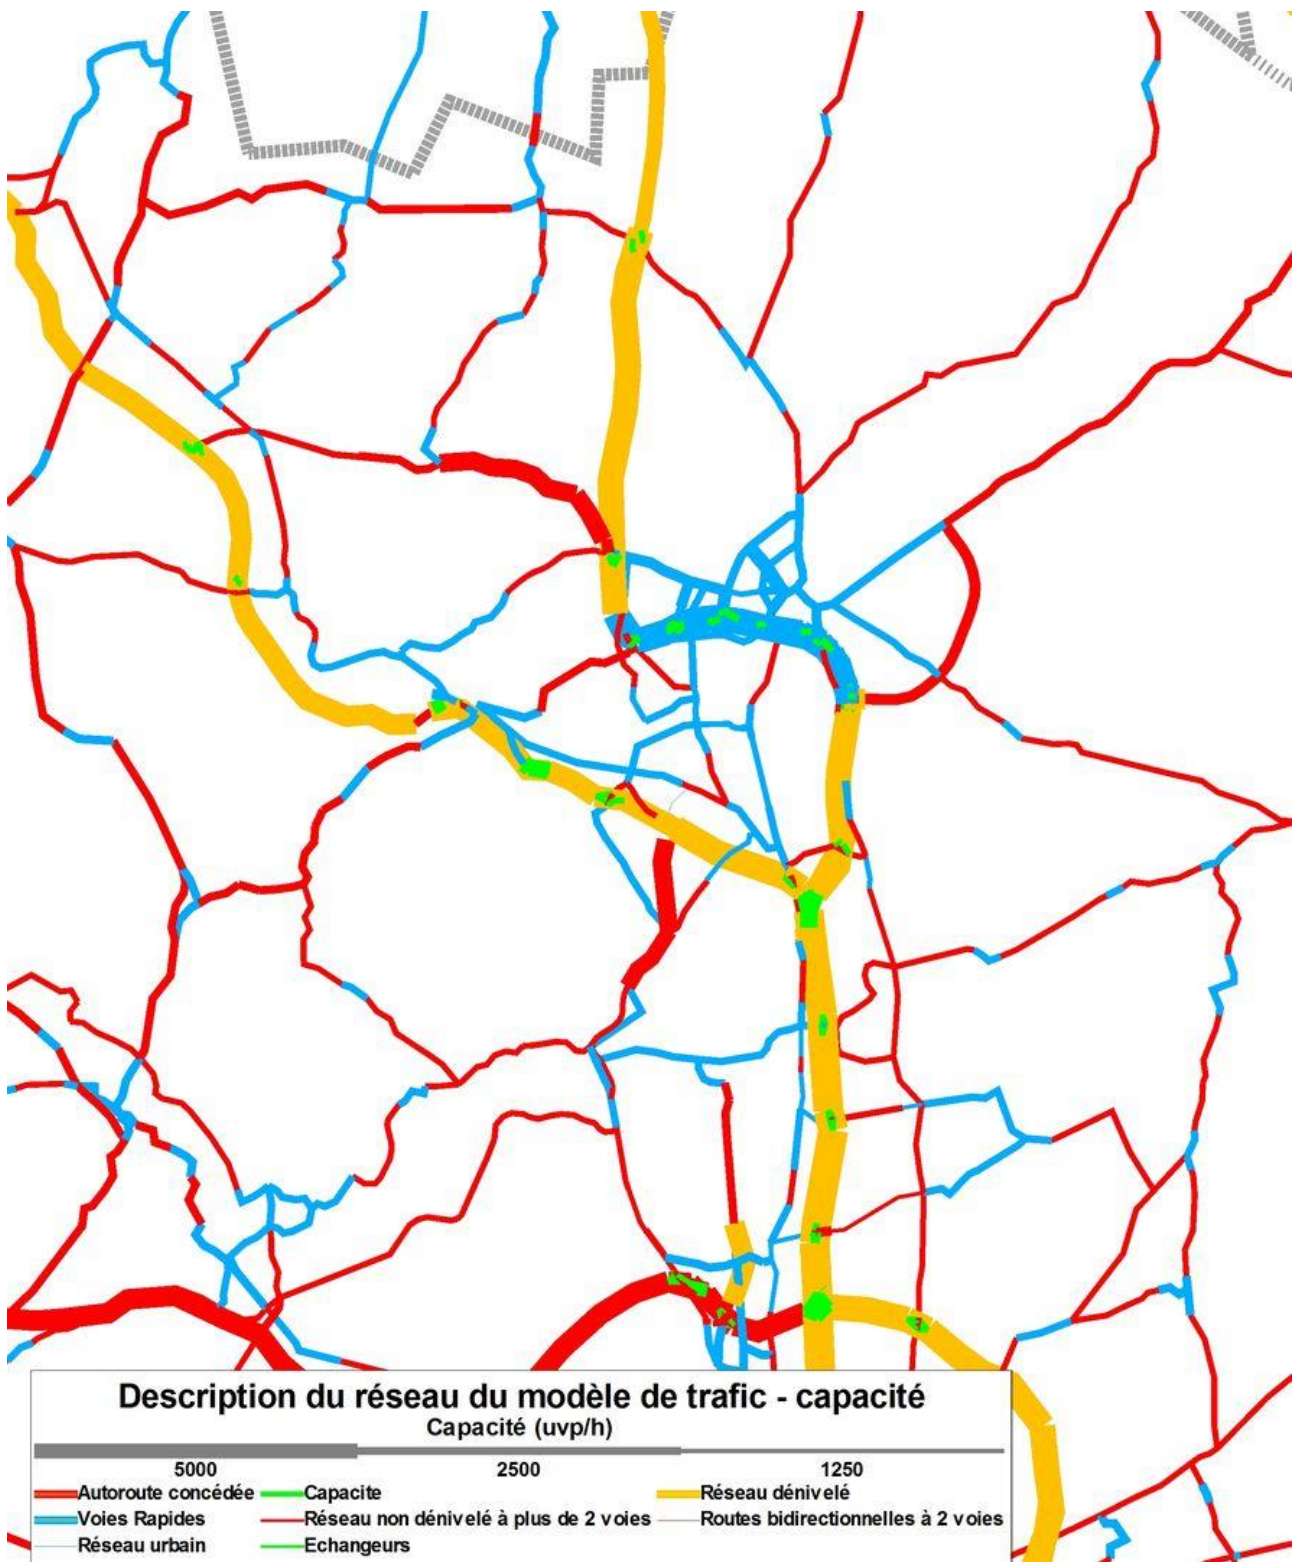 Description du réseau du modèle de trafic - capacité
Capacité (uvp/h)
5000 2500 1250
Autoroute concédée Capacite Réseau dénivelé
Voies Rapides Réseau non dénivelé à plus de 2 voies Routes bidirectionnelles à 2 voies
Réseau urbain Echangeurs